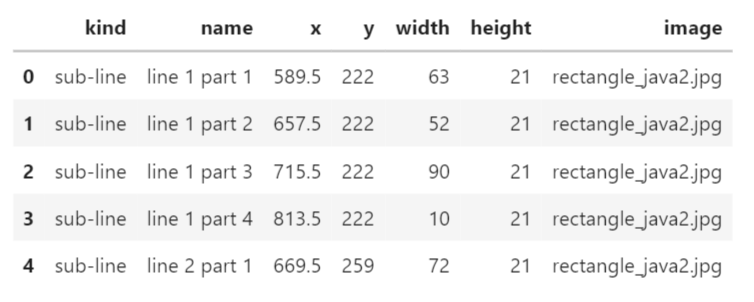 kind name x y width height image
0 sub-line line 1 part 1 589.5 222 63 21 rectangle_java2.jpg
1 sub-line line 1 part 2 657.5 222 52 21 rectangle_java2.jpg
2 sub-line line 1 part 3 715.5 222 90 21 rectangle_java2.jpg
3 sub-line line 1 part 4 813.5 222 10 21 rectangle_java2.jpg
4 sub-line line 2 part 1 669.5 259 72 21 rectangle_java2.jpg